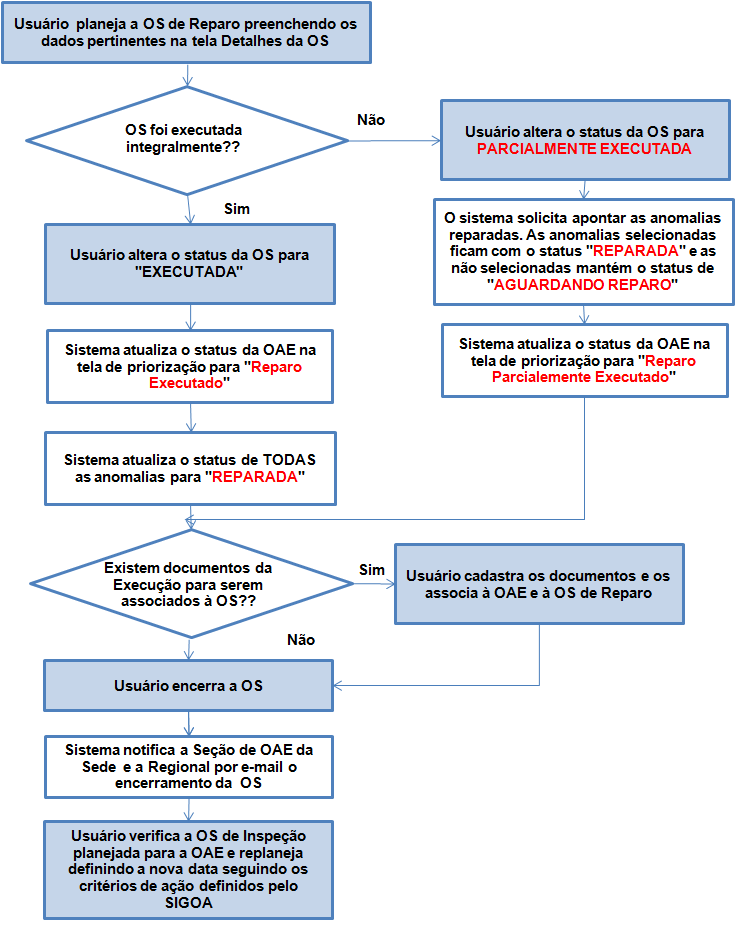 Usuário planeja a OS de Reparo preenchendo os
dados pertinentes na tela Detalhes da OS
OS foi executada
integralmente??
Não
Usuário altera o status da OS para
PARCIALMENTE EXECUTADA
O sistema solicita apontar as anomalias
reparadas. As anomalias selecionadas
ficam com o status "REPARADA" e as
não selecionadas mantém o status de
"AGUARDANDO REPARO"
Sistema atualiza o status da OAE na
tela de priorização para "Reparo
Parcialemente Executado"
Sim
Usuário altera o status da OS para
"EXECUTADA"
Sistema atualiza o status da OAE na
tela de priorização para "Reparo
Executado"
Sistema atualiza o status de TODAS
as anomalias para "REPARADA"
Existem documentos da
Execução para serem
associados à OS??
Sim
Usuário cadastra os documentos e os
associa à OAE e à OS de Reparo
Não
Usuário encerra a OS
Sistema notifica a Seção de OAE da
Sede e a Regional por e-mail o
encerramento da OS
Usuário verifica a OS de Inspeção
planejada para a OAE e replaneja
definindo a nova data seguindo os
critérios de ação definidos pelo
SIGOA